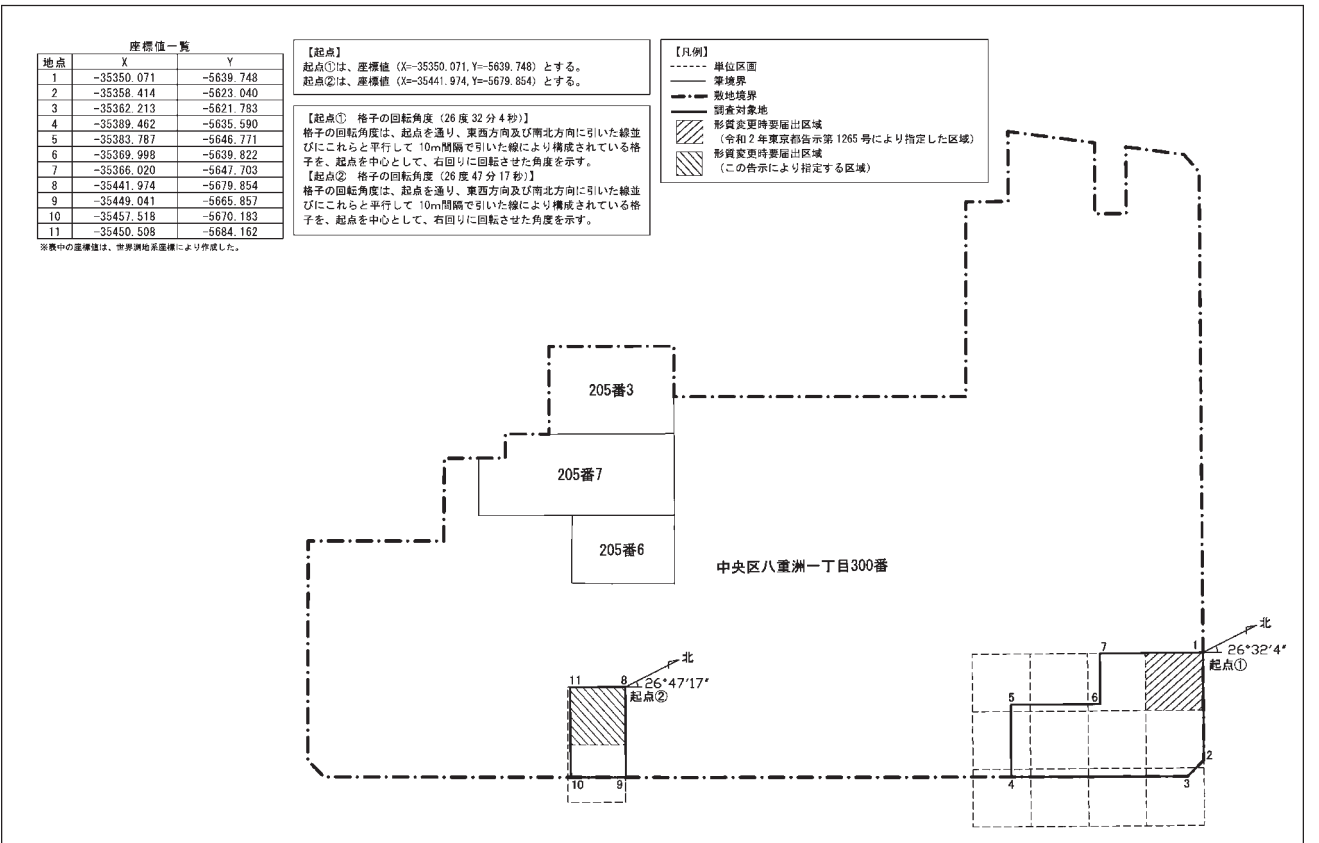 座標値一覧
地点 X Y
1 -35350.071 -5639.748
2 -35358.414 -5623.040
3 -35362.213 -5621.783
4 -35389.462 -5635.590
5 -35383.787 -5646.771
6 -35369.998 -5639.822
7 -35366.020 -5647.703
8 -35441.974 -5679.854
9 -35449.041 -5665.857
10 -35457.518 -5670.183
11 -35450.508 -5684.162
※表中の座標値は、世界測地系座標により作成した。
【起点】
起点①は、座標値（X=-35350.071,Y=-5639.748）とする。
起点②は、座標値（X=-35441.974,Y=-5679.854）とする。
【起点① 格子の回転角度（26度32分4秒）】
格子の回転角度は、起点を通り、東西方向及び南北方向に引いた線並
びにこれらと平行して10m間隔で引いた線により構成されている格
子を、起点を中心として、右回りに回転させた角度を示す。
【起点② 格子の回転角度（26度47分17秒）】
格子の回転角度は、起点を通り、東西方向及び南北方向に引いた線並
びにこれらと平行して10m間隔で引いた線により構成されている格
子を、起点を中心として、右回りに回転させた角度を示す。
【凡例】
単位区画
筆境界
敷地境界
調査対象地
形質変更時要届出区域
（令和2年東京都告示第1265号により指定した区域）
形質変更時要届出区域
（この告示により指定する区域）
205番3
205番7
205番6
中央区八重洲一丁目300番
北
1 26°32′4″
起点①
7
5
6
2
3
4
北
11 8 26°47′17″
起点②
10 9